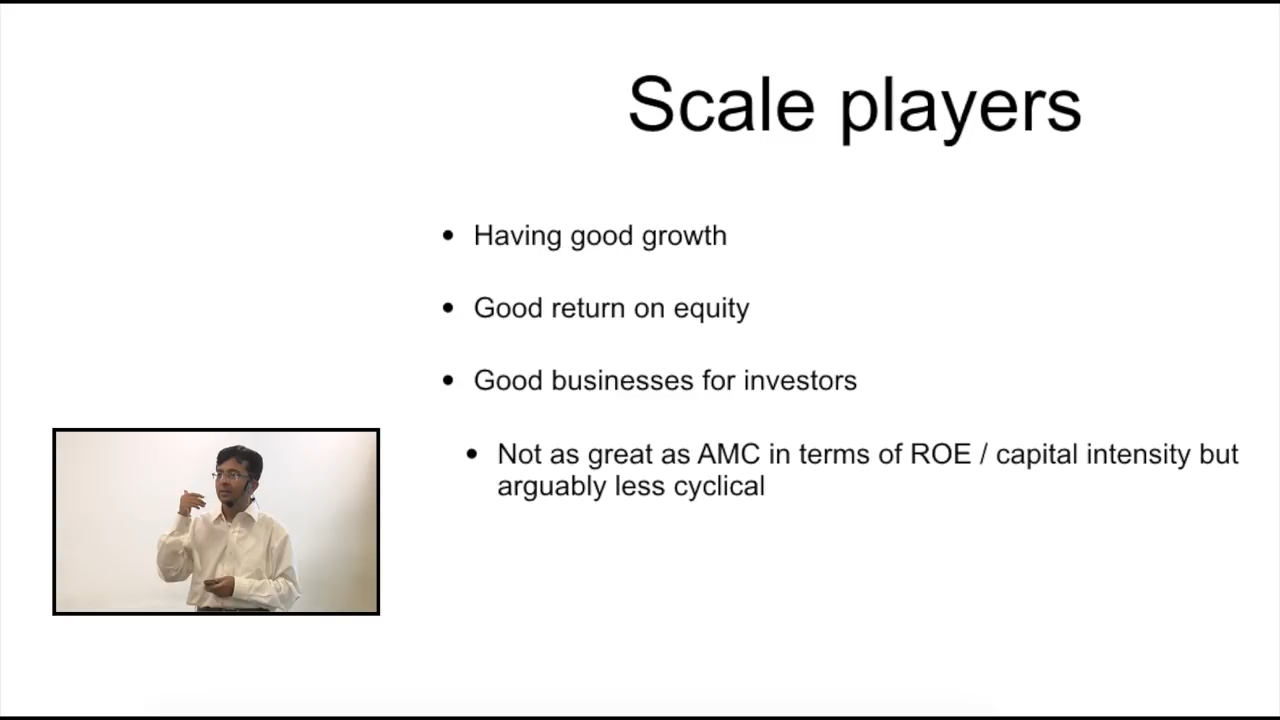 Scale players
• Having good growth
• Good return on equity
• Good businesses for investors
• Not as great as AMC in terms of ROE / capital intensity but
arguably less cyclical